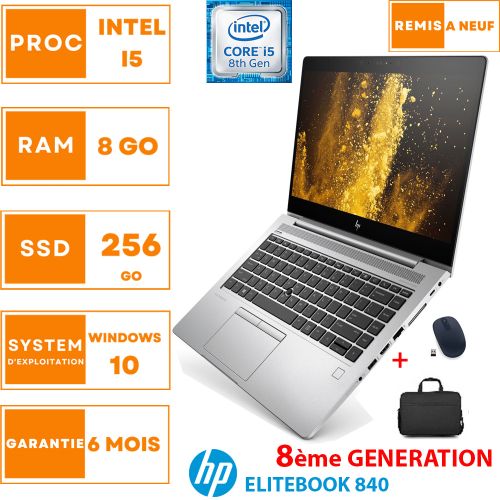 PROC
INTEL
I5
intel
CORE i5
8th Gen
REMIS A NEUF
RAM
8 GO
SSD
256
GO
SYSTEM
D'EXPLOITATION
WINDOWS
10
GARANTIE
6 MOIS
+
hp
8ème GENERATION
ELITEBOOK 840